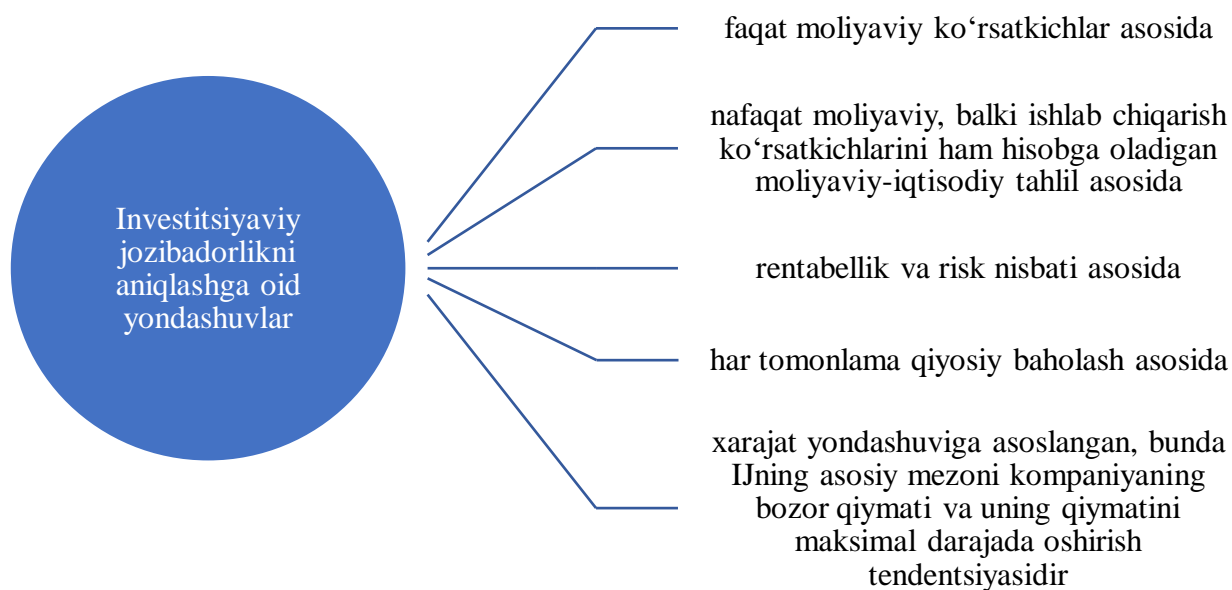 Investitsiyaviy
jozibadorlikni
aniqlashga oid
yondashuvlar
faqat moliyaviy ko‘rsatkichlar asosida
nafaqat moliyaviy, balki ishlab chiqarish
ko‘rsatkichlarini ham hisobga oladigan
moliyaviy-iqtisodiy tahlil asosida
rentabellik va risk nisbati asosida
har tomonlama qiyosiy baholash asosida
xarajat yondashuviga asoslangan, bunda
IJning asosiy mezoni kompaniyaning
bozor qiymati va uning qiymatini
maksimal darajada oshirish
tendentsiyasidir